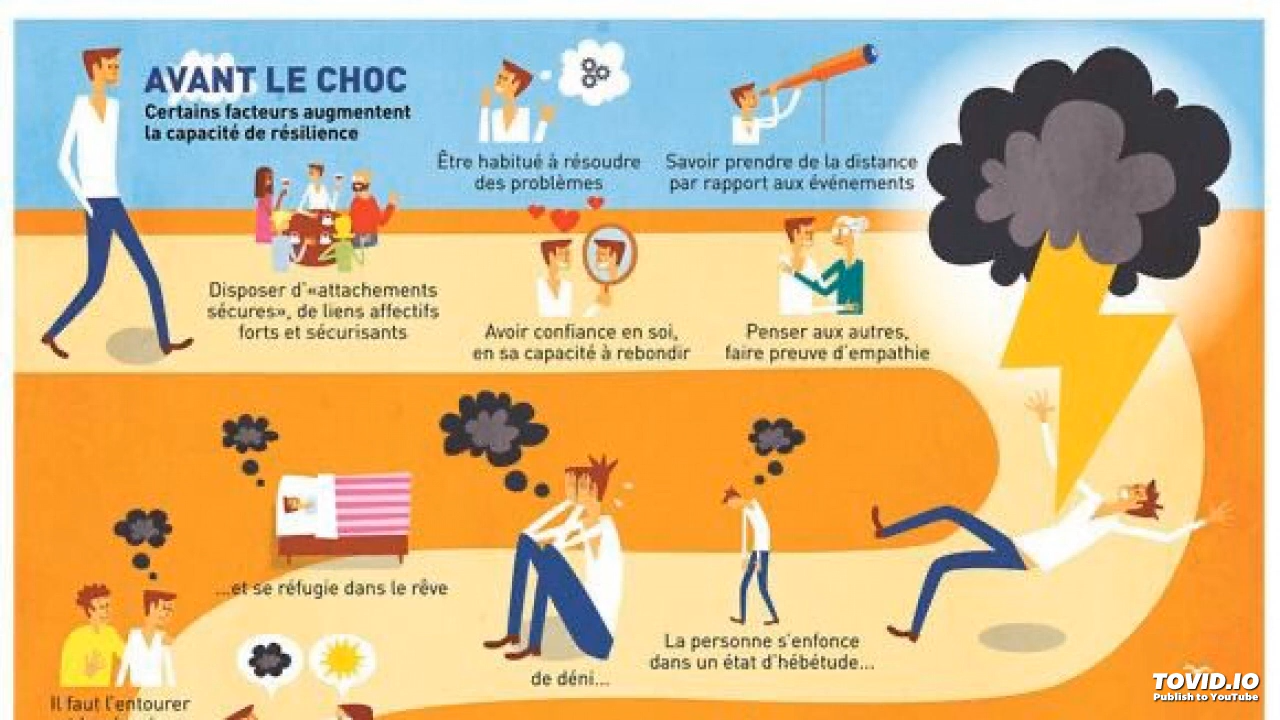 AVANT LE CHOC
Certains facteurs augmentent
la capacité de résilience
Être habitué à résoudre
des problèmes
Savoir prendre de la distance
par rapport aux événements
Disposer d'«attachements
sécures», de liens affectifs
forts et sécurisants
Avoir confiance en soi,
en sa capacité à rebondir
Penser aux autres,
faire preuve d'empathie
La personne s'enfonce
dans un état d'hébétude...
de déni...
...et se réfugie dans le rêve
Il faut l'entourer
TOVID.IO
Publish to YouTube